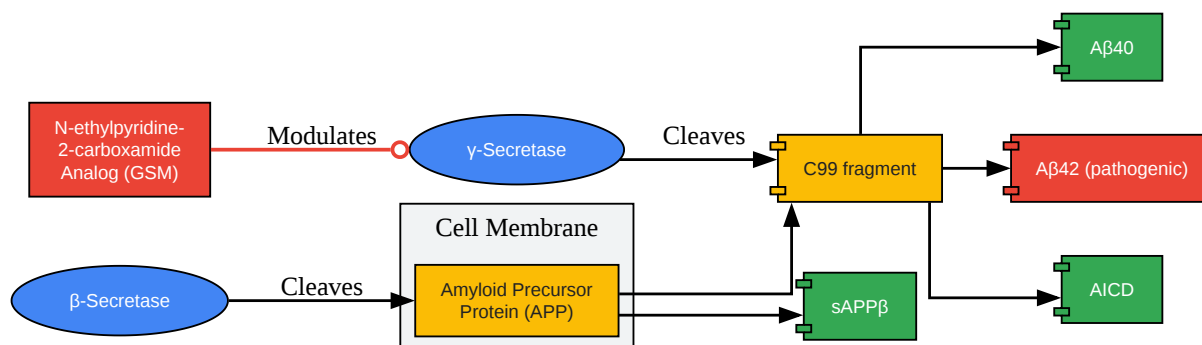 Aβ40
N-ethylpyridine-
2-carboxamide
Analog (GSM)
Modulates
γ-Secretase
Cleaves
C99 fragment
Aβ42 (pathogenic)
Cell Membrane
β-Secretase
Cleaves
Amyloid Precursor
Protein (APP)
sAPPβ
AICD